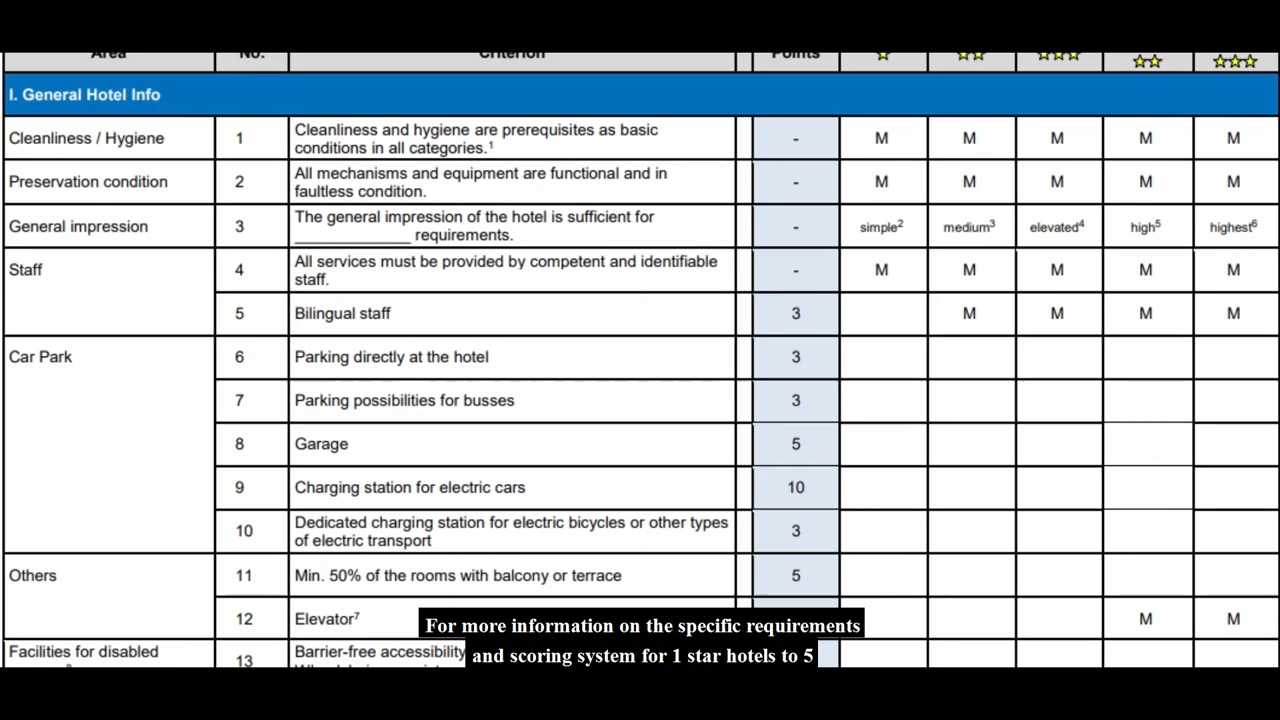 Area No. Criterion Points
I. General Hotel Info
Cleanliness / Hygiene 1 Cleanliness and hygiene are prerequisites as basic
conditions in all categories.¹ - M M M M M
Preservation condition 2 All mechanisms and equipment are functional and in
faultless condition. - M M M M M
General impression 3 The general impression of the hotel is sufficient for
_____________ requirements. - simple² medium³ elevated⁴ high⁵ highest⁶
Staff 4 All services must be provided by competent and identifiable
staff. - M M M M M
5 Bilingual staff 3 M M M M
Car Park 6 Parking directly at the hotel 3
7 Parking possibilities for busses 3
8 Garage 5
9 Charging station for electric cars 10
10 Dedicated charging station for electric bicycles or other types
of electric transport 3
Others 11 Min. 50% of the rooms with balcony or terrace 5
12 Elevator⁷ M M
Facilities for disabled 13 Barrier-free accessibility
For more information on the specific requirements
and scoring system for 1 star hotels to 5